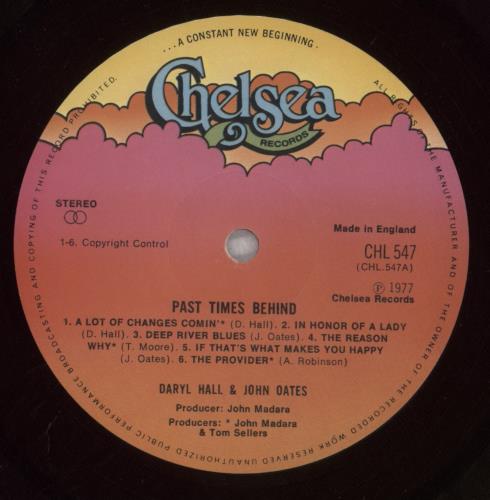 ...A CONSTANT NEW BEGINNING.
Chelsea
RECORDS
STEREO
Made in England
1-6. Copyright Control
CHL 547
(CHL.547A)
Ⓟ 1977
Chelsea Records
PAST TIMES BEHIND
1. A LOT OF CHANGES COMIN'* (D. Hall). 2. IN HONOR OF A LADY
(D. Hall). 3. DEEP RIVER BLUES (J. Oates). 4. THE REASON
WHY* (T. Moore). 5. IF THAT'S WHAT MAKES YOU HAPPY
(J. Oates). 6. THE PROVIDER* (A. Robinson)
DARYL HALL & JOHN OATES
Producer: John Madara
Producers: * John Madara
& Tom Sellers
ALL RIGHTS OF THE MANUFACTURER AND OF THE OWNER OF THE RECORDED WORK RESERVED UNAUTHORIZED PUBLIC PERFORMANCE BROADCASTING AND COPYING OF THIS RECORD PROHIBITED.